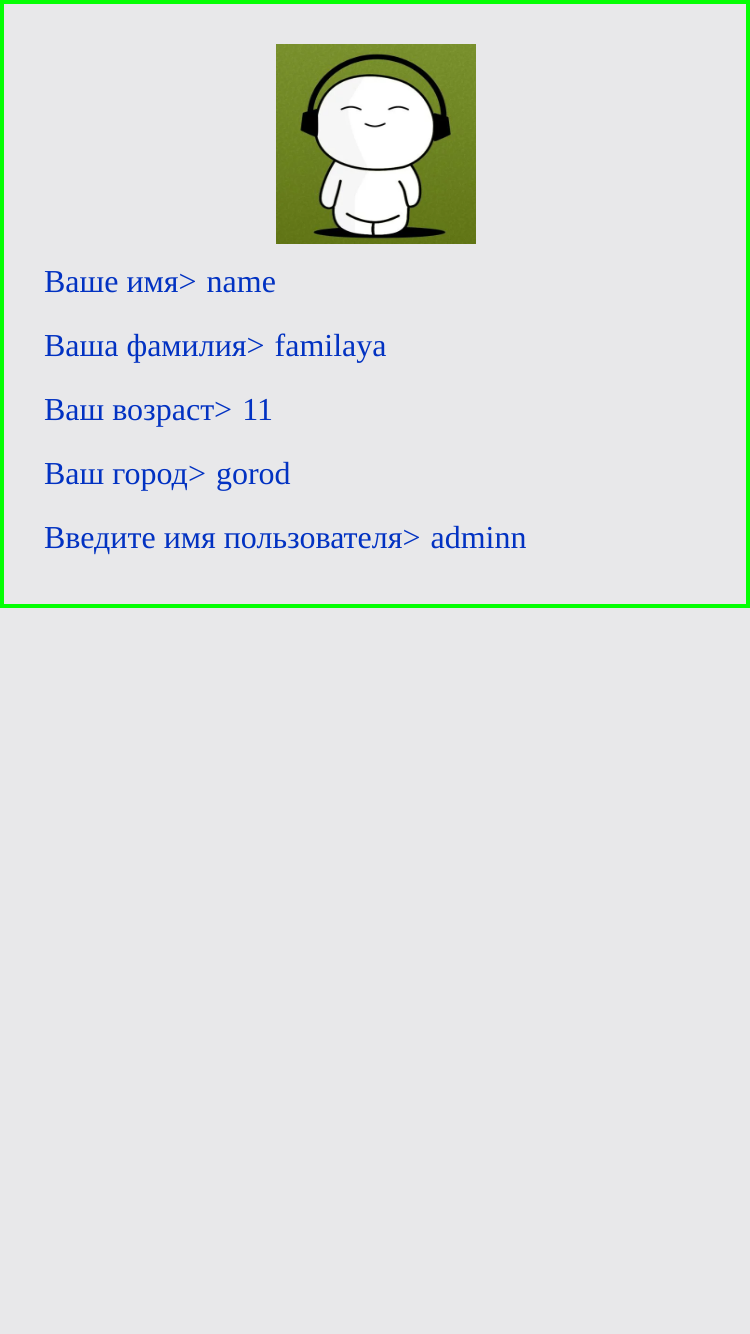 Ваше имя> name
Ваша фамилия> familaya
Ваш возраст> 11
Ваш город> gorod
Введите имя пользователя> adminn